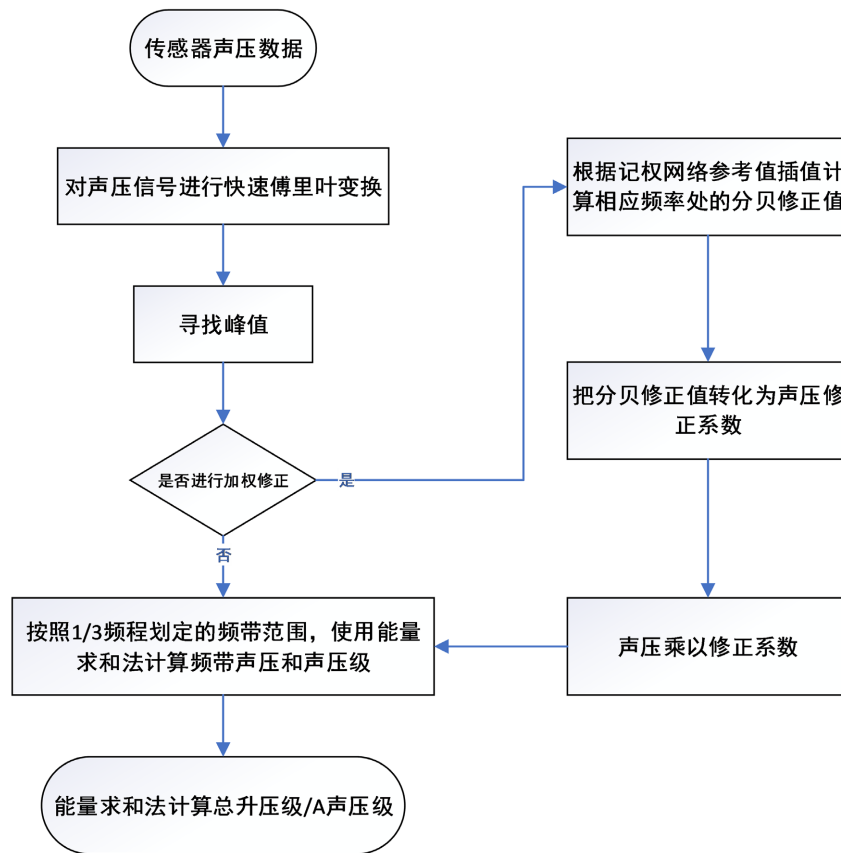 传感器声压数据
对声压信号进行快速傅里叶变换
寻找峰值
是否进行加权修正
是
否
根据记权网络参考值插值计
算相应频率处的分贝修正值
把分贝修正值转化为声压修
正系数
声压乘以修正系数
按照1/3频程划定的频带范围，使用能量
求和法计算频带声压和声压级
能量求和法计算总升压级/A声压级